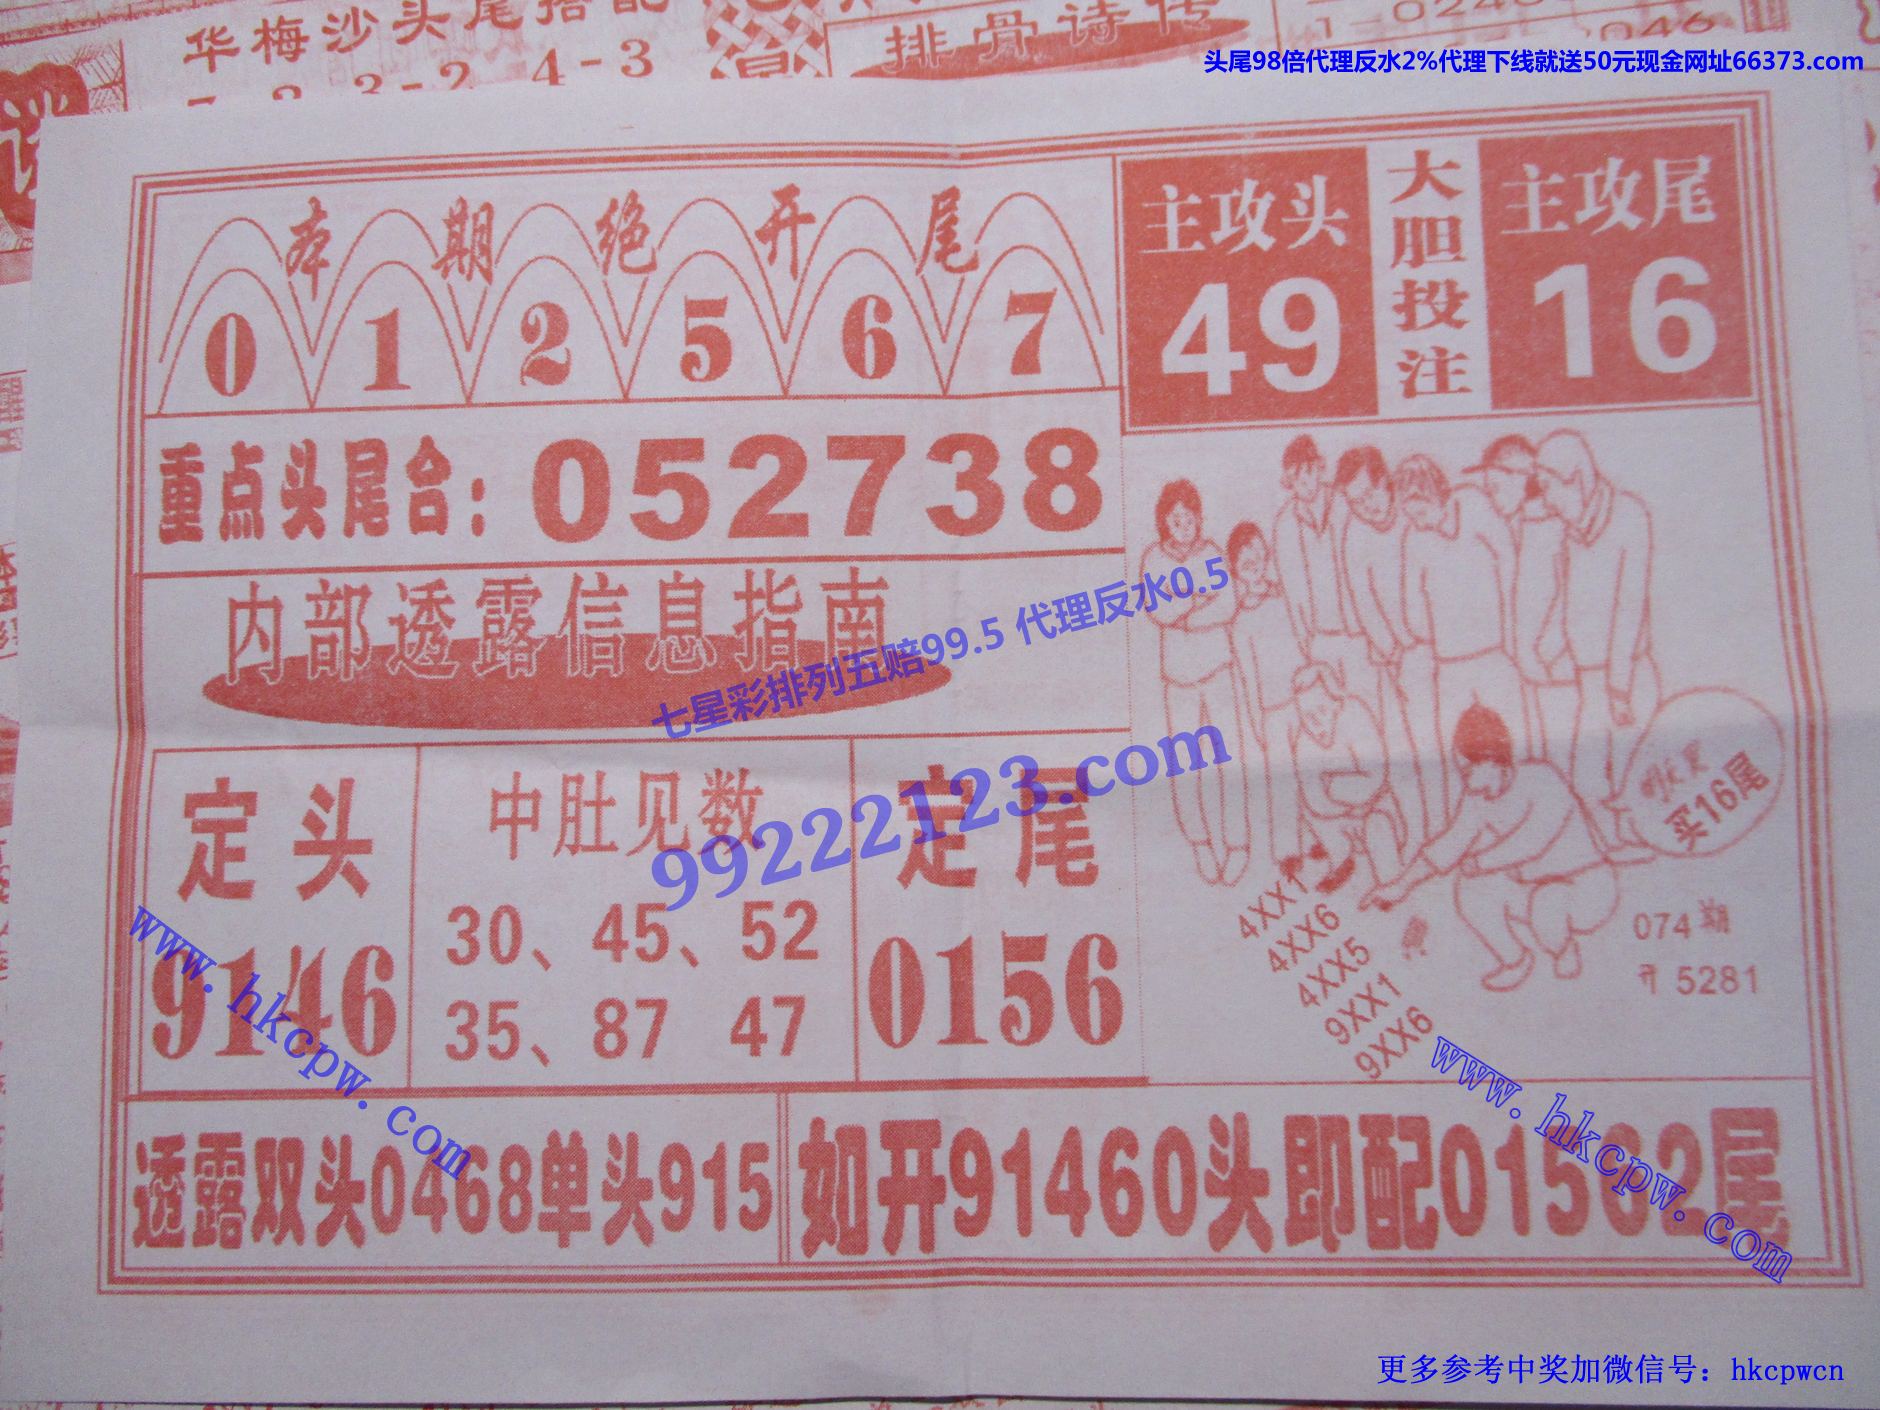 华梅沙头尾搭配
3-2 4-3
排骨诗传
头尾98倍代理反水2%代理下线就送50元现金网址66373.com
本期绝开尾
0 1 2 5 6 7
主攻头
49
大胆投注
主攻尾
16
重点头尾合：052738
内部透露信息指南
七星彩排列五赔99.5 代理反水0.5
99222123.com
定头
9146
中肚见数
30、45、52
35、87 47
定尾
0156
买16尾
4XX1
4XX6
4XX5
9XX1
9XX6
074期
开 5281
www.hkcpw.com
www.hkcpw.com
透露双头0468单头915
如开91460头即配01562尾
更多参考中奖加微信号：hkcpwcn